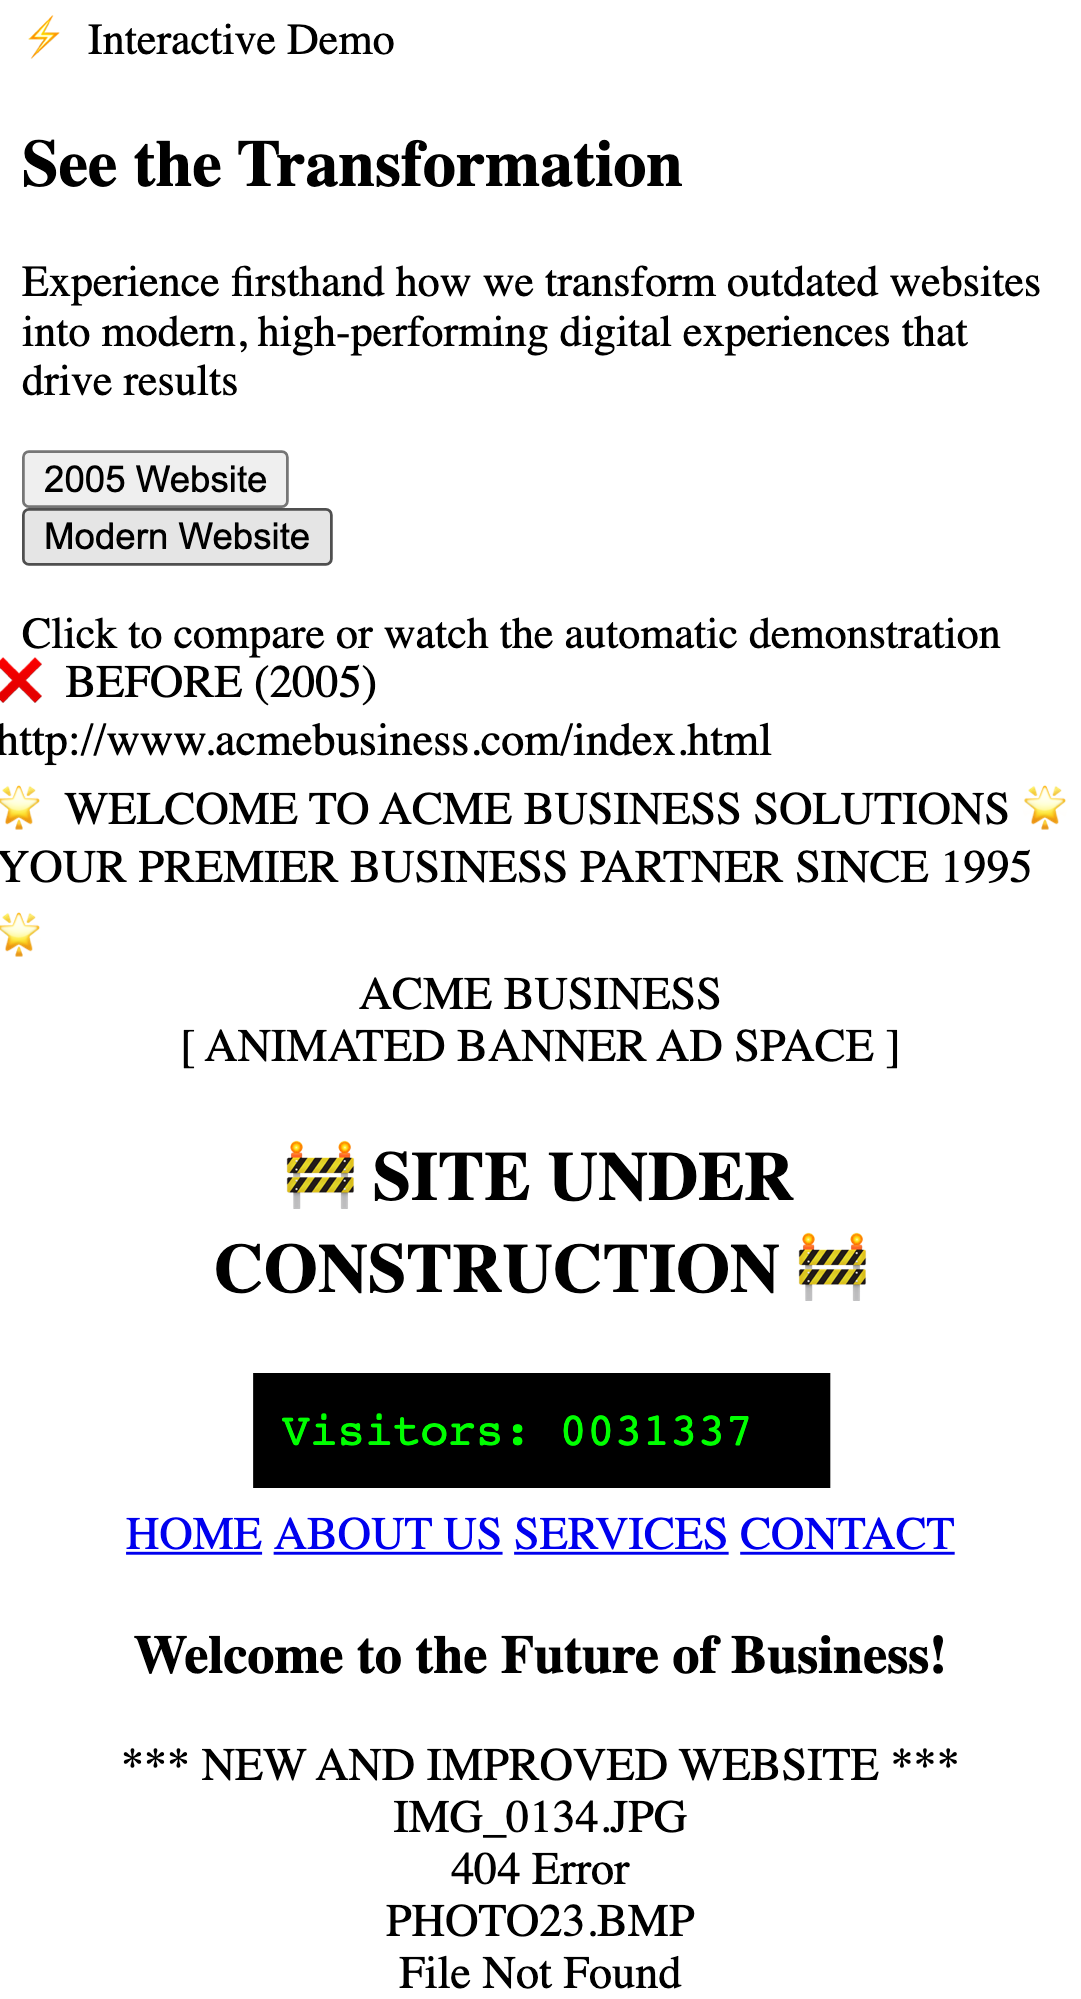 ⚡ Interactive Demo
See the Transformation
Experience firsthand how we transform outdated websites
into modern, high-performing digital experiences that
drive results
2005 Website
Modern Website
Click to compare or watch the automatic demonstration
❌ BEFORE (2005)
http://www.acmebusiness.com/index.html
🌟 WELCOME TO ACME BUSINESS SOLUTIONS 🌟
YOUR PREMIER BUSINESS PARTNER SINCE 1995
🌟
ACME BUSINESS
[ ANIMATED BANNER AD SPACE ]
🚧 SITE UNDER
CONSTRUCTION 🚧
Visitors: 0031337
HOME ABOUT US SERVICES CONTACT
Welcome to the Future of Business!
*** NEW AND IMPROVED WEBSITE ***
IMG_0134.JPG
404 Error
PHOTO23.BMP
File Not Found